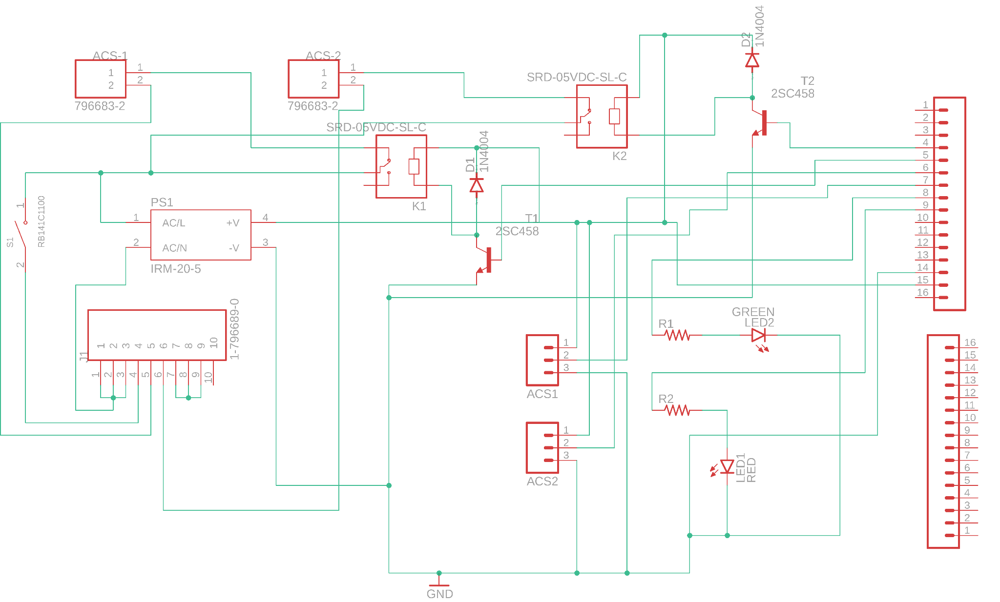 ACS-1
1
2
1
2
796683-2
ACS-2
1
2
1
2
796683-2
SRD-05VDC-SL-C
K2
D2
1N4004
T2
2SC458
SRD-05VDC-SL-C
K1
D1
1N4004
T1
2SC458
1
2
3
4
5
6
7
8
9
10
11
12
13
14
15
16
S1
RB141C1100
1
2
PS1
1
AC/L
+V
4
2
AC/N
-V
3
IRM-20-5
J1
1-796689-0
1
2
3
4
5
6
7
8
9
10
1
2
3
4
5
6
7
8
9
10
1
2
3
ACS1
1
2
3
ACS2
R1
GREEN
LED2
R2
LED1
RED
16
15
14
13
12
11
10
9
8
7
6
5
4
3
2
1
GND